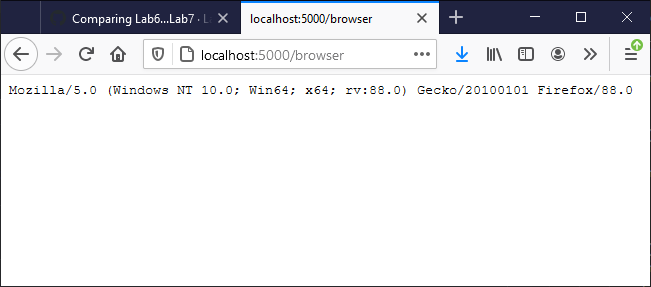 Comparing Lab6...Lab7 · L
localhost:5000/browser
localhost:5000/browser
Mozilla/5.0 (Windows NT 10.0; Win64; x64; rv:88.0) Gecko/20100101 Firefox/88.0